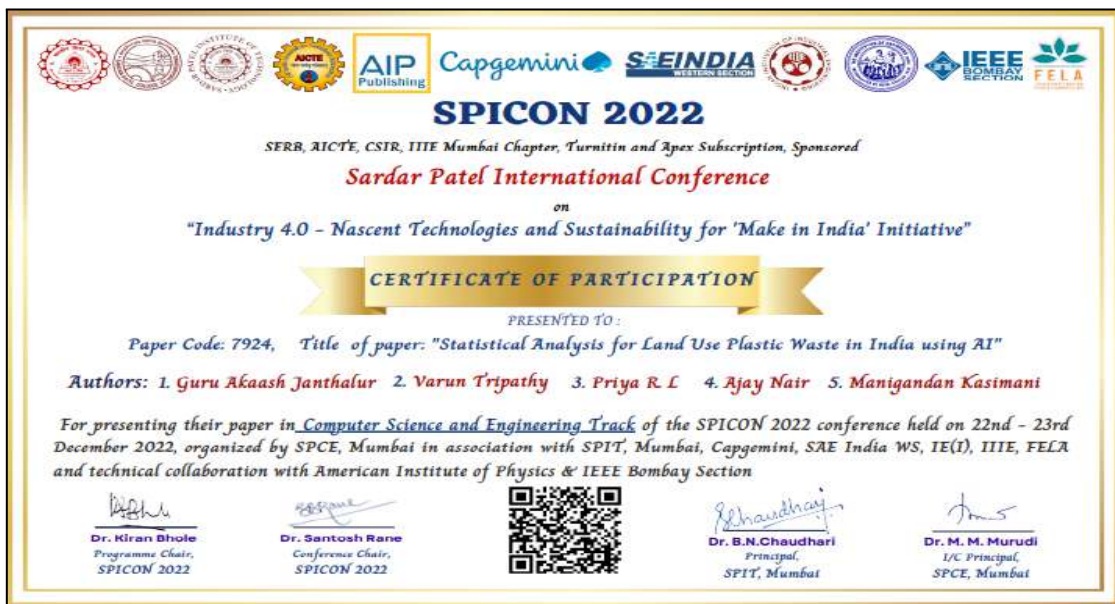 AICTE
AIP
Publishing
Capgemini
SAEINDIA
WESTERN SECTION
IEEE
BOMBAY
SECTION
FELA
SPICON 2022
SERB, AICTE, CSIR, IIIE Mumbai Chapter, Turnitin and Apex Subscription, Sponsored
Sardar Patel International Conference
on
"Industry 4.0 – Nascent Technologies and Sustainability for 'Make in India' Initiative"
CERTIFICATE OF PARTICIPATION
PRESENTED TO :
Paper Code: 7924, Title of paper: "Statistical Analysis for Land Use Plastic Waste in India using AI"
Authors: 1. Guru Akaash Janthalur 2. Varun Tripathy 3. Priya R L 4. Ajay Nair 5. Manigandan Kasimani
For presenting their paper in Computer Science and Engineering Track of the SPICON 2022 conference held on 22nd – 23rd
December 2022, organized by SPCE, Mumbai in association with SPIT, Mumbai, Capgemini, SAE India WS, IE(I), IIIE, FELA
and technical collaboration with American Institute of Physics & IEEE Bombay Section
Dr. Kiran Bhole
Programme Chair,
SPICON 2022
Dr. Santosh Rane
Conference Chair,
SPICON 2022
Dr. B.N.Chaudhari
Principal,
SPIT, Mumbai
Dr. M. M. Murudi
I/C Principal,
SPCE, Mumbai